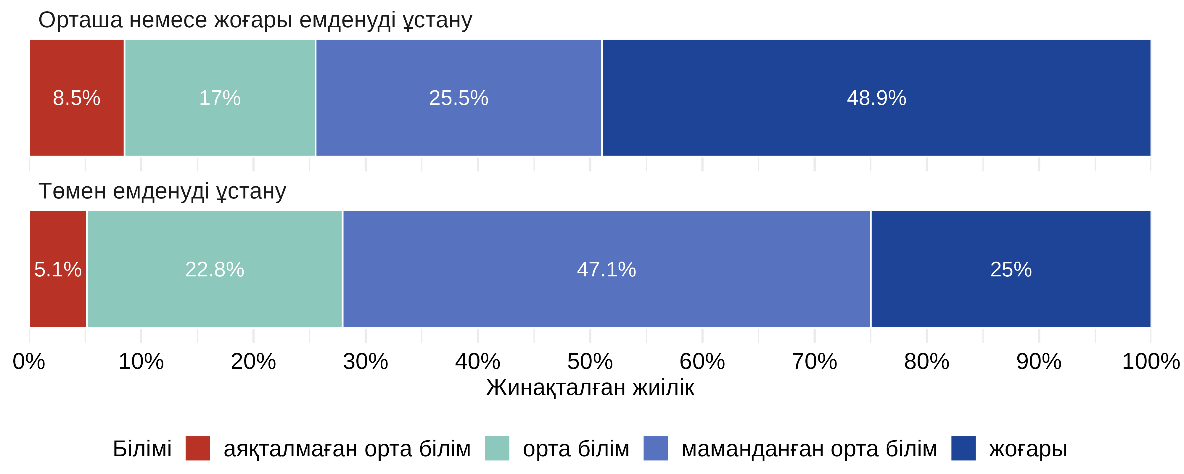 Орташа немесе жоғары емденуді ұстану
8.5% 17% 25.5% 48.9%
Төмен емденуді ұстану
5.1% 22.8% 47.1% 25%
0% 10% 20% 30% 40% 50% 60% 70% 80% 90% 100%
Жинақталған жиілік
Білімі аяқталмаған орта білім орта білім маманданған орта білім жоғары